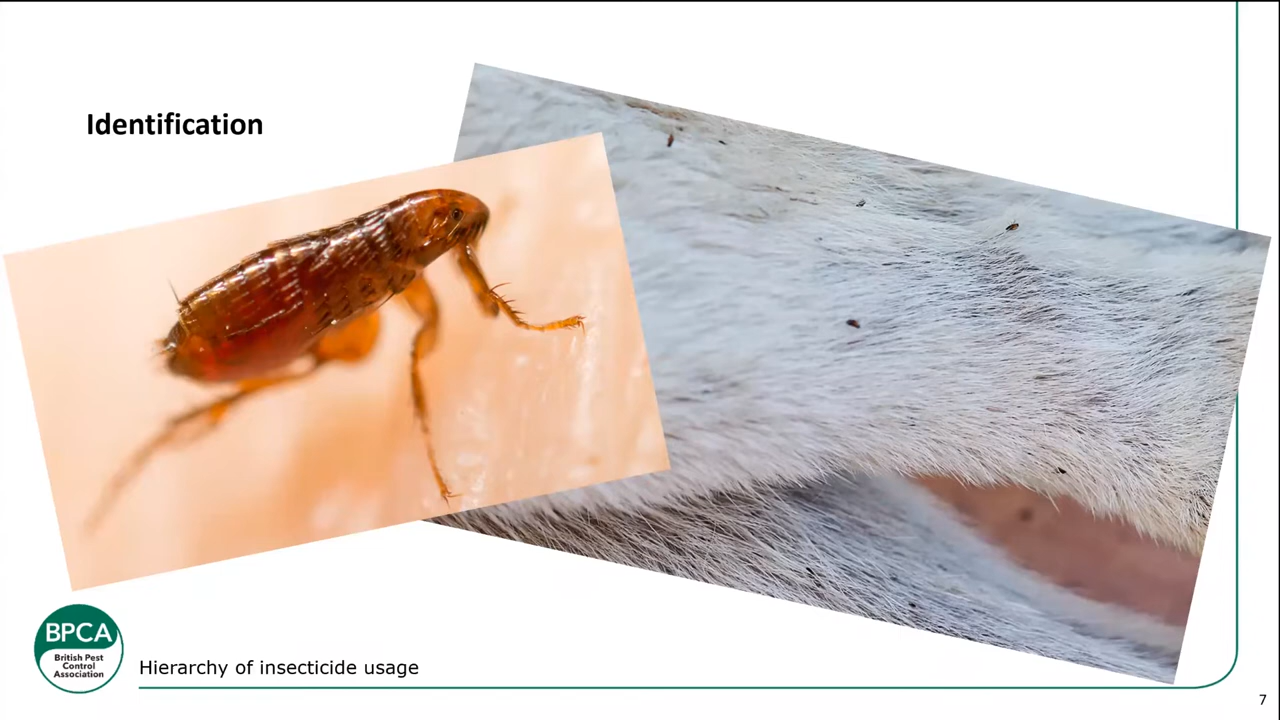 Identification
BPCA
British Pest
Control
Association
Hierarchy of insecticide usage
7